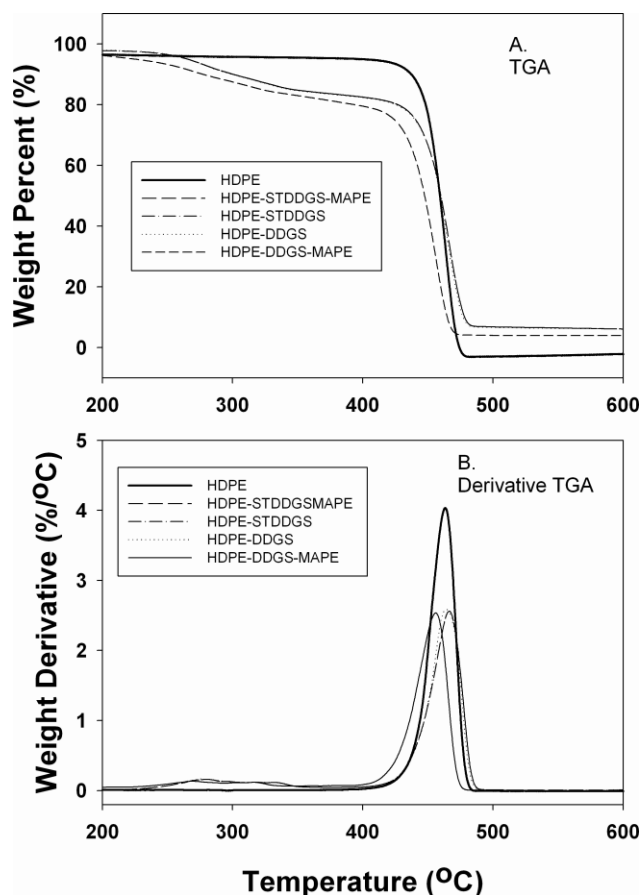 A.
TGA
100
80
60
40
20
0
Weight Percent (%)
HDPE
HDPE-STDDGS-MAPE
HDPE-STDDGS
HDPE-DDGS
HDPE-DDGS-MAPE
200 300 400 500 600
B.
Derivative TGA
5
4
3
2
1
0
Weight Derivative (%/ºC)
HDPE
HDPE-STDDGSMAPE
HDPE-STDDGS
HDPE-DDGS
HDPE-DDGS-MAPE
200 300 400 500 600
Temperature (ºC)